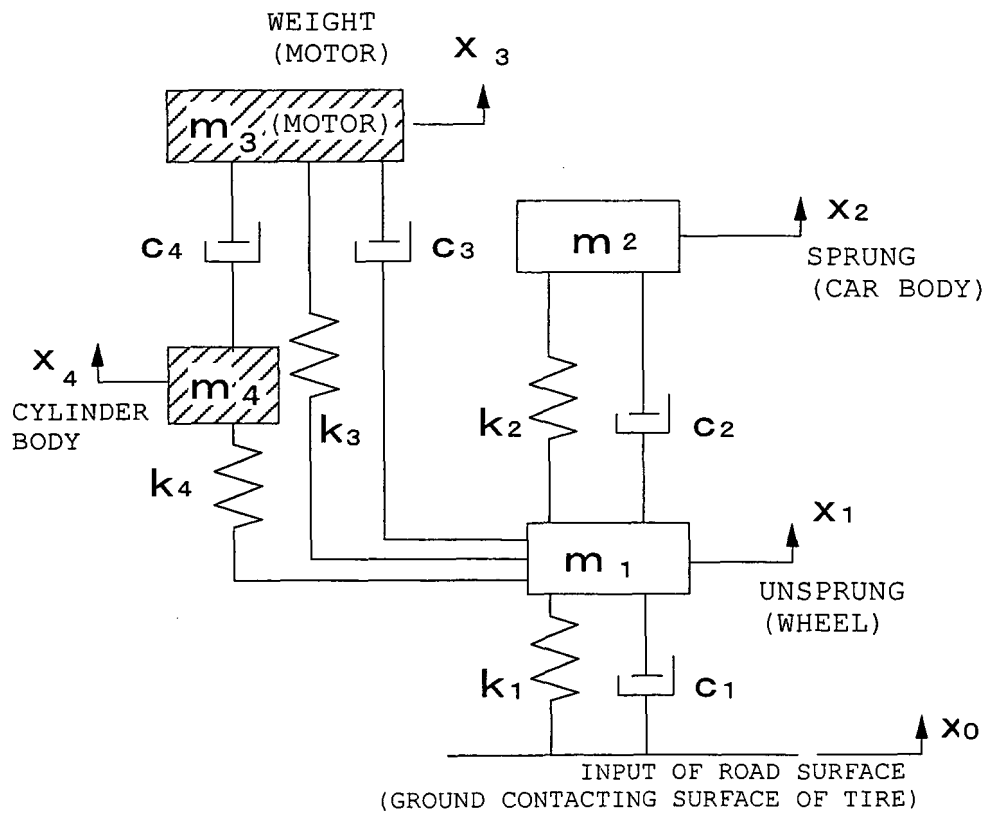 WEIGHT
(MOTOR)
x3
m3 (MOTOR)
c4
c3
x2
m2
SPRUNG
(CAR BODY)
x4
m4
CYLINDER
BODY
k3
k2
c2
k4
x1
m1
UNSPRUNG
(WHEEL)
k1
c1
x0
INPUT OF ROAD SURFACE
(GROUND CONTACTING SURFACE OF TIRE)